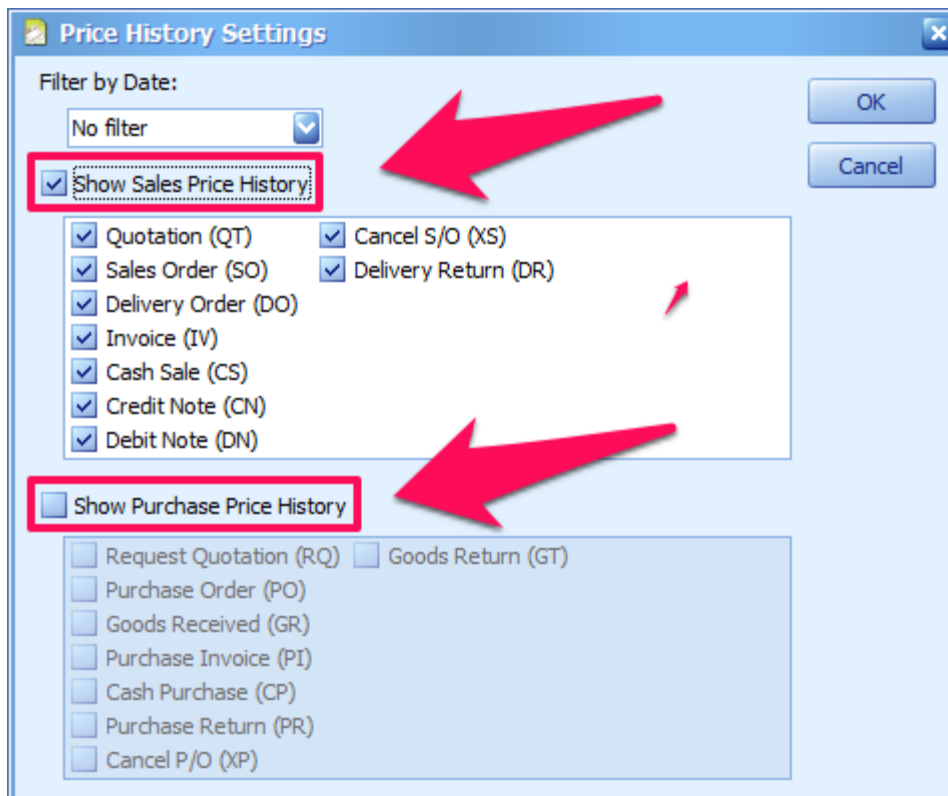 Price History Settings
Filter by Date:
OK
No filter
Cancel
Show Sales Price History
Quotation (QT) Cancel S/O (XS)
Sales Order (SO) Delivery Return (DR)
Delivery Order (DO)
Invoice (IV)
Cash Sale (CS)
Credit Note (CN)
Debit Note (DN)
Show Purchase Price History
Request Quotation (RQ) Goods Return (GT)
Purchase Order (PO)
Goods Received (GR)
Purchase Invoice (PI)
Cash Purchase (CP)
Purchase Return (PR)
Cancel P/O (XP)